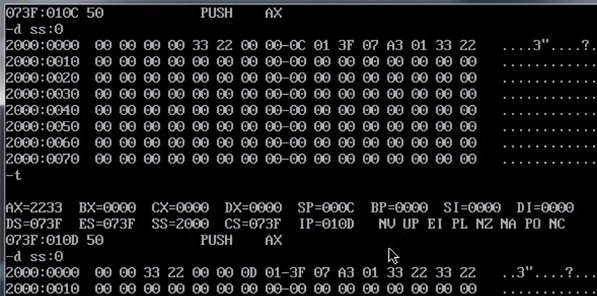 073F:010C 50 PUSH AX
-d ss:0
2000:0000 00 00 00 00 33 22 00 00-0C 01 3F 07 A3 01 33 22 ....3"....?.
2000:0010 00 00 00 00 00 00 00 00-00 00 00 00 00 00 00 00 ............
2000:0020 00 00 00 00 00 00 00 00-00 00 00 00 00 00 00 00 ............
2000:0030 00 00 00 00 00 00 00 00-00 00 00 00 00 00 00 00 ............
2000:0040 00 00 00 00 00 00 00 00-00 00 00 00 00 00 00 00 ............
2000:0050 00 00 00 00 00 00 00 00-00 00 00 00 00 00 00 00 ............
2000:0060 00 00 00 00 00 00 00 00-00 00 00 00 00 00 00 00 ............
2000:0070 00 00 00 00 00 00 00 00-00 00 00 00 00 00 00 00 ............
-t
AX=2233 BX=0000 CX=0000 DX=0000 SP=000C BP=0000 SI=0000 DI=0000
DS=073F ES=073F SS=2000 CS=073F IP=010D NV UP EI PL NZ NA PO NC
073F:010D 50 PUSH AX
-d ss:0
2000:0000 00 00 33 22 00 00 0D 01-3F 07 A3 01 33 22 33 22 ..3"....?...
2000:0010 00 00 00 00 00 00 00 00-00 00 00 00 00 00 00 00 ............